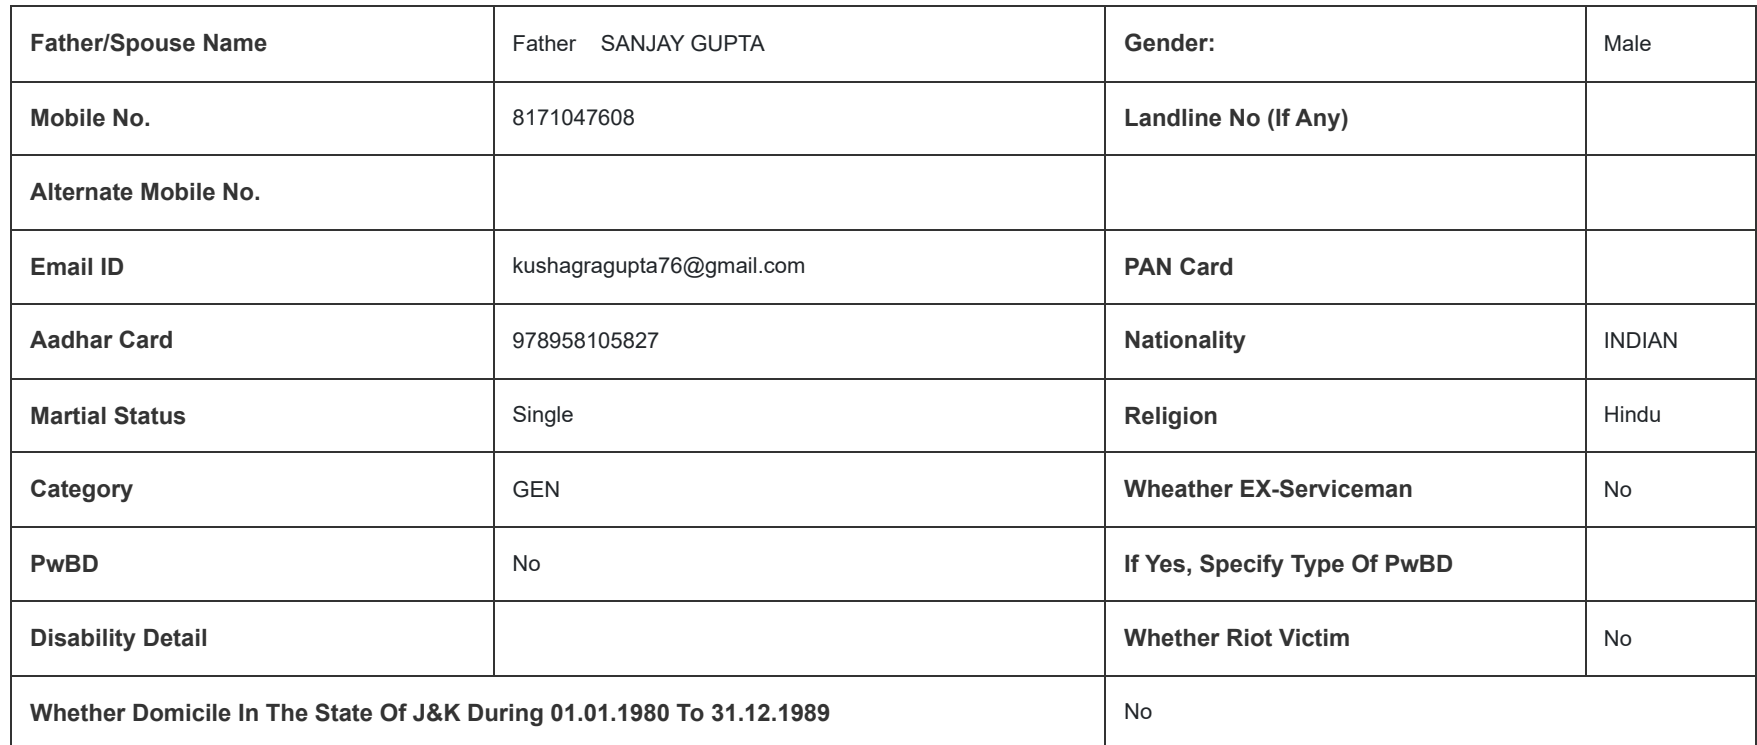 Father/Spouse Name Father SANJAY GUPTA Gender: Male
Mobile No. 8171047608 Landline No (If Any)
Alternate Mobile No.
Email ID kushagragupta76@gmail.com PAN Card
Aadhar Card 978958105827 Nationality INDIAN
Martial Status Single Religion Hindu
Category GEN Wheather EX-Serviceman No
PwBD No If Yes, Specify Type Of PwBD
Disability Detail Whether Riot Victim No
Whether Domicile In The State Of J&K During 01.01.1980 To 31.12.1989 No